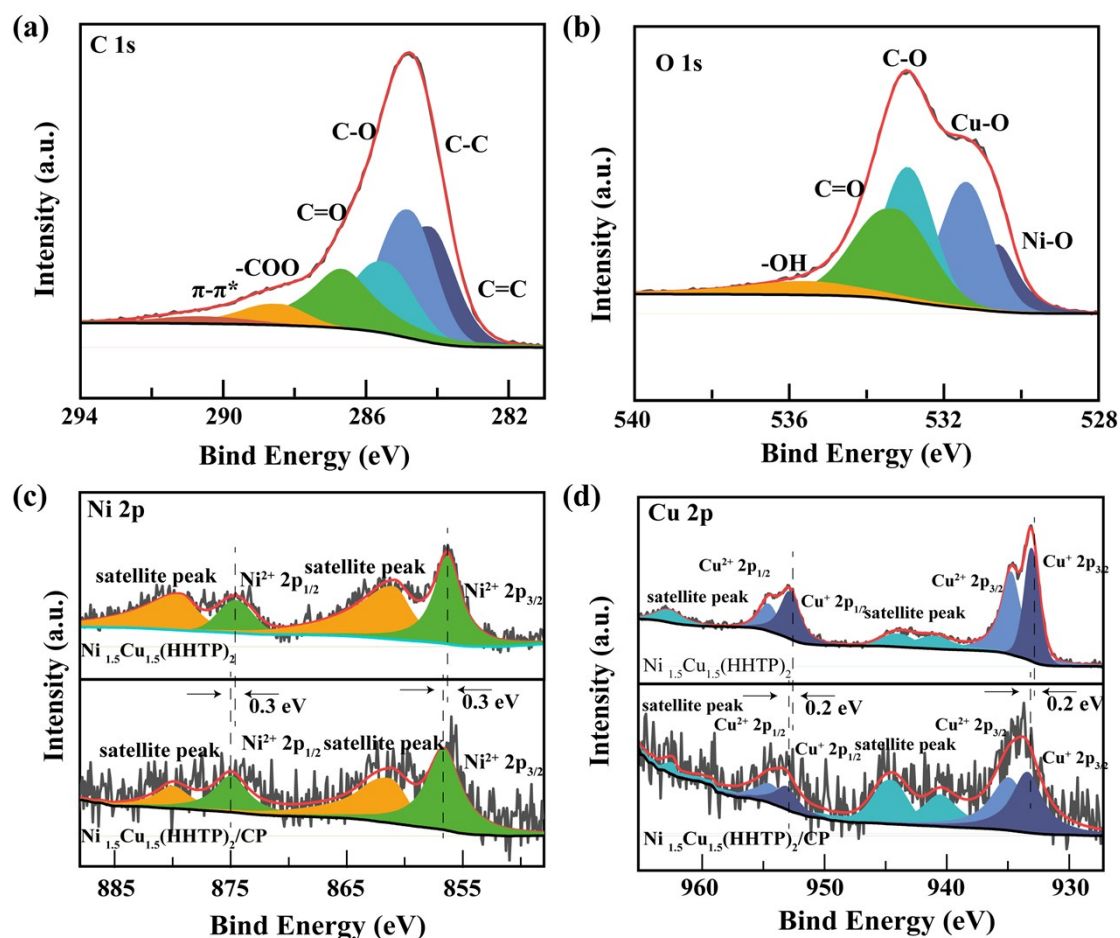 (a)
C 1s
C-O
C-C
C=O
-COO
π-π*
C=C
Intensity (a.u.)
294
290
286
282
Bind Energy (eV)
(b)
O 1s
C-O
Cu-O
C=O
Ni-O
-OH
Intensity (a.u.)
540
536
532
528
Bind Energy (eV)
(c)
Ni 2p
satellite peak
Ni²⁺ 2p₁/₂
satellite peak
Ni²⁺ 2p₃/₂
Ni ₁.₅Cu₁.₅(HHTP)₂
0.3 eV
0.3 eV
satellite peak
Ni²⁺ 2p₁/₂
satellite peak
Ni²⁺ 2p₃/₂
Ni ₁.₅Cu₁.₅(HHTP)₂/CP
Intensity (a.u.)
885
875
865
855
Bind Energy (eV)
(d)
Cu 2p
Cu²⁺ 2p₁/₂
satellite peak
Cu⁺ 2p₁/₂
satellite peak
Cu²⁺ 2p₃/₂
Cu⁺ 2p₃/₂
Ni ₁.₅Cu₁.₅(HHTP)₂
0.2 eV
0.2 eV
satellite peak
Cu²⁺ 2p₁/₂
Cu⁺ 2p₁/₂
satellite peak
Cu²⁺ 2p₃/₂
Cu⁺ 2p₃/₂
Ni ₁.₅Cu₁.₅(HHTP)₂/CP
Intensity (a.u.)
960
950
940
930
Bind Energy (eV)